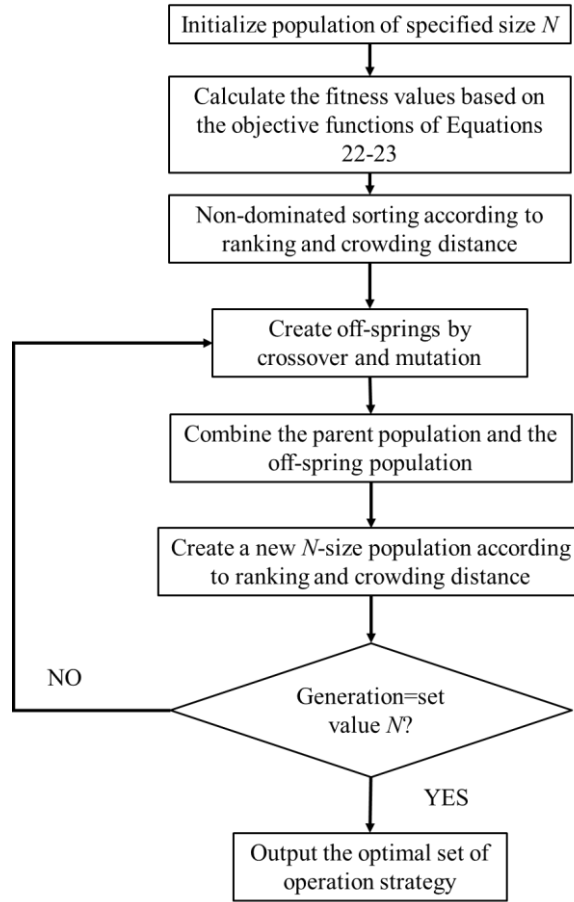 Initialize population of specified size N
Calculate the fitness values based on
the objective functions of Equations
22-23
Non-dominated sorting according to
ranking and crowding distance
Create off-springs by
crossover and mutation
Combine the parent population and the
off-spring population
Create a new N-size population according
to ranking and crowding distance
NO
Generation=set
value N?
YES
Output the optimal set of
operation strategy